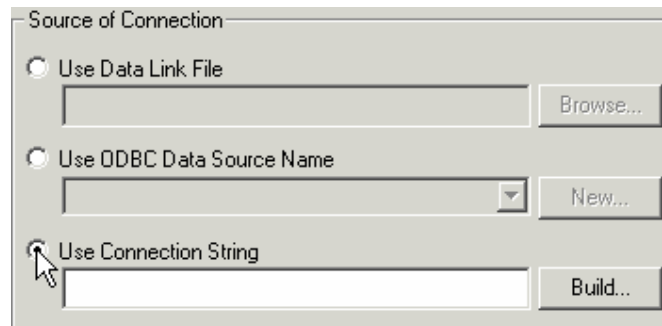 Source of Connection
Use Data Link File
Browse...
Use ODBC Data Source Name
New...
Use Connection String
Build...